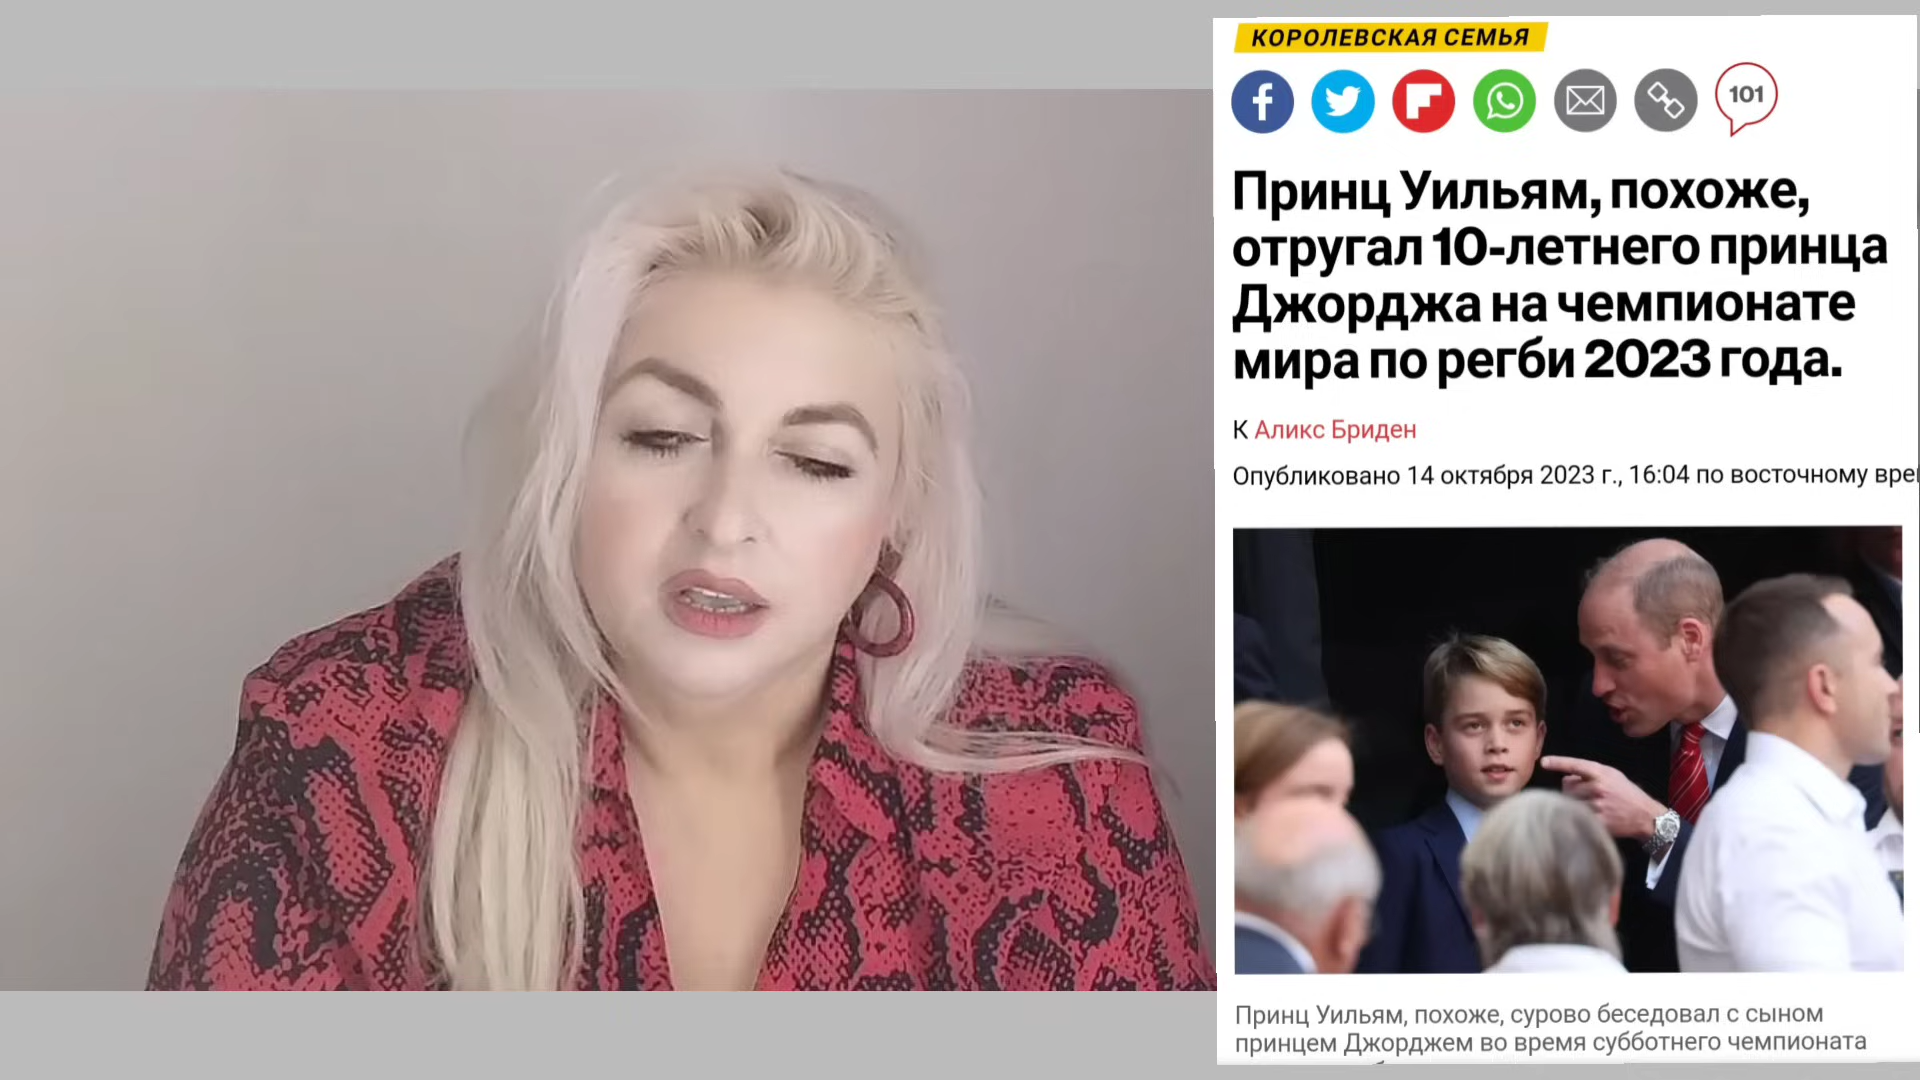 КОРОЛЕВСКАЯ СЕМЬЯ
101
Принц Уильям, похоже,
отругал 10-летнего принца
Джорджа на чемпионате
мира по регби 2023 года.
К Аликс Бриден
Опубликовано 14 октября 2023 г., 16:04 по восточному
Принц Уильям, похоже, сурово беседовал с сыном
принцем Джорджем во время субботнего чемпионата